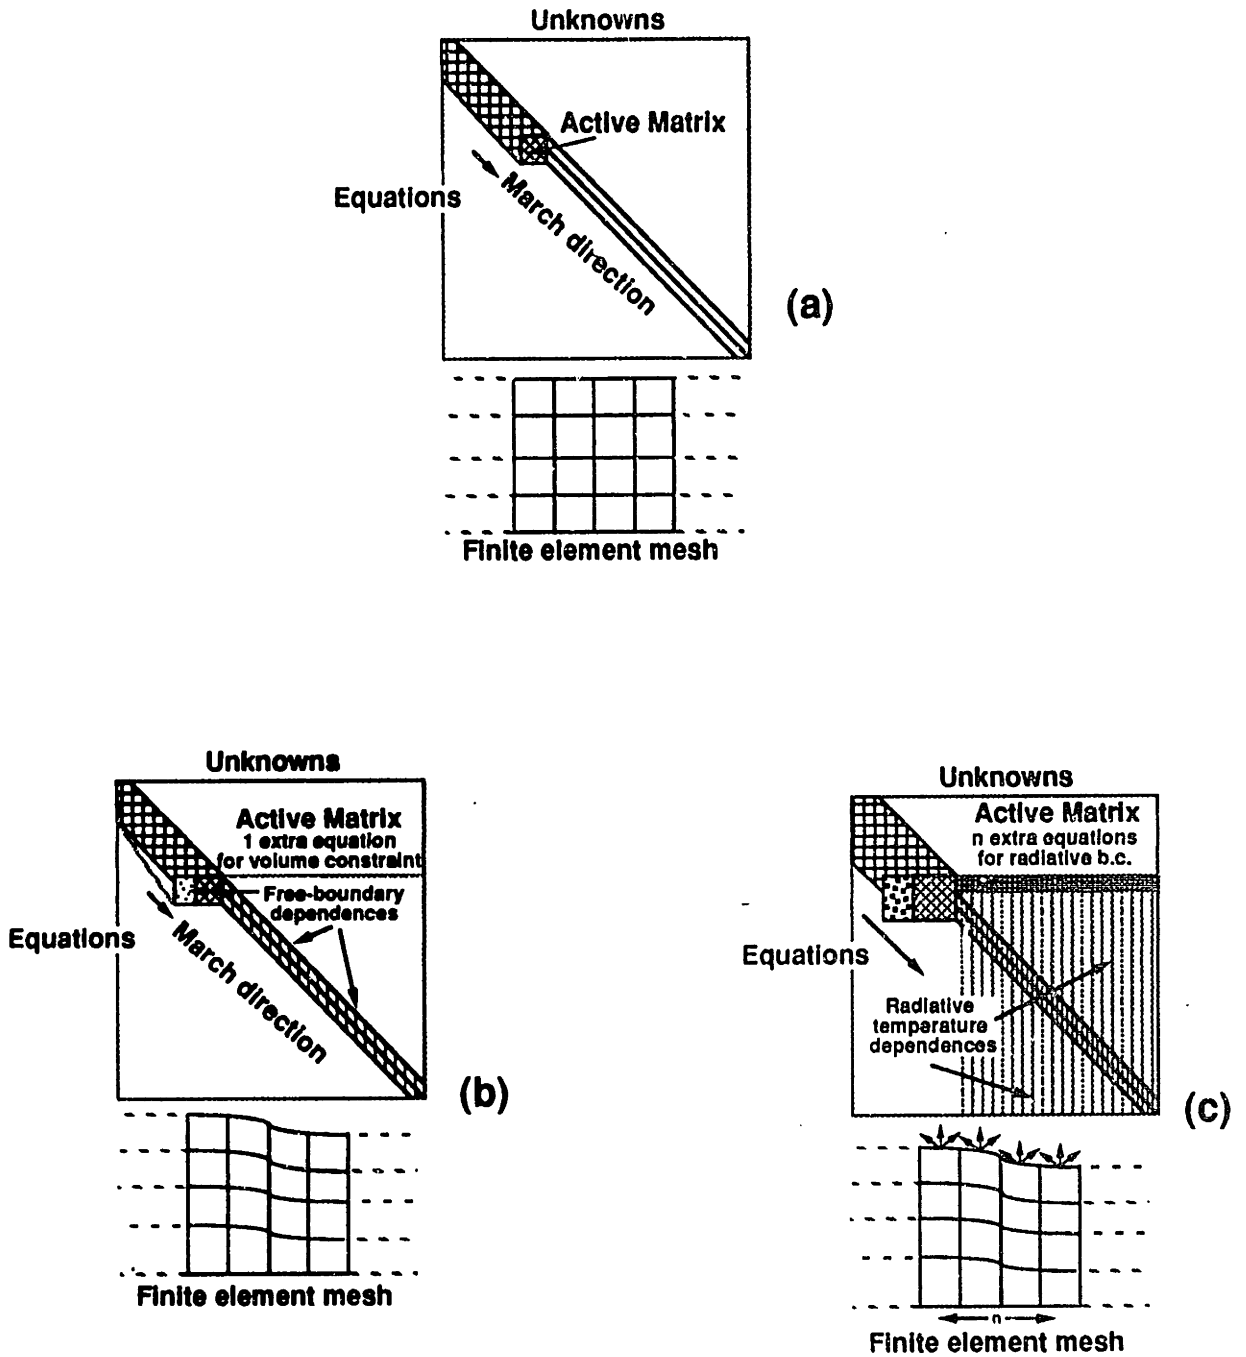 Unknowns
Active Matrix
Equations
March direction
(a)
Finite element mesh
Unknowns
Active Matrix
1 extra equation
for volume constraint
Free-boundary
dependences
Equations
March direction
(b)
Finite element mesh
Unknowns
Active Matrix
n extra equations
for radiative b.c.
Equations
Radiative
temperature
dependences
(c)
n
Finite element mesh